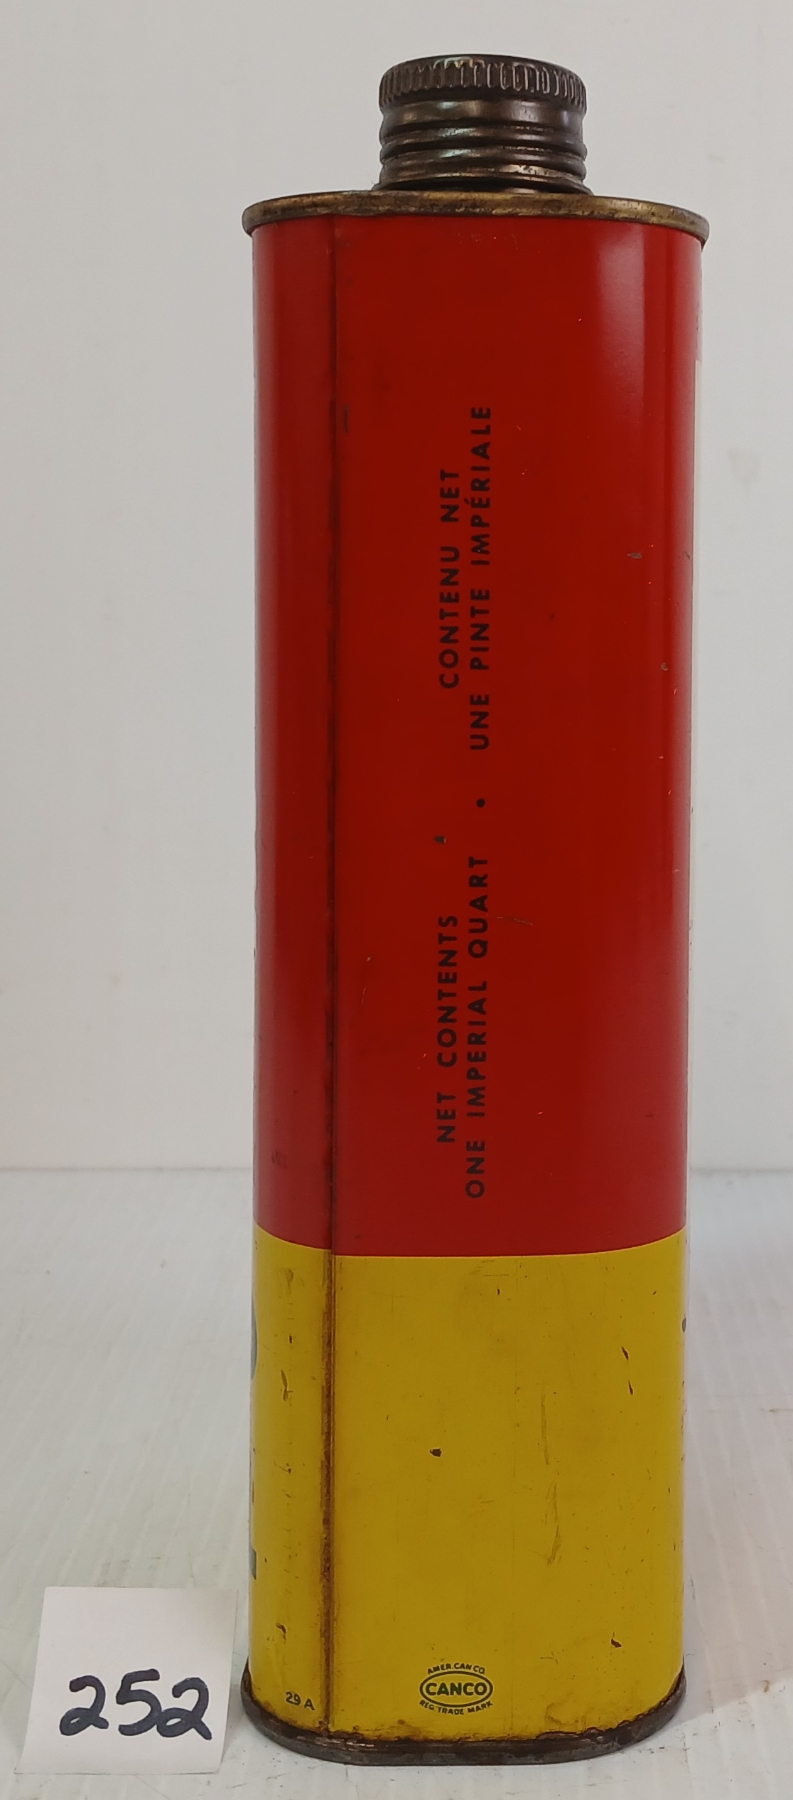 NET CONTENTS
ONE IMPERIAL QUART
•
CONTENU NET
UNE PINTE IMPÉRIALE
29 A
AMER.CAN CO.
CANCO
REG TRADE MARK
252